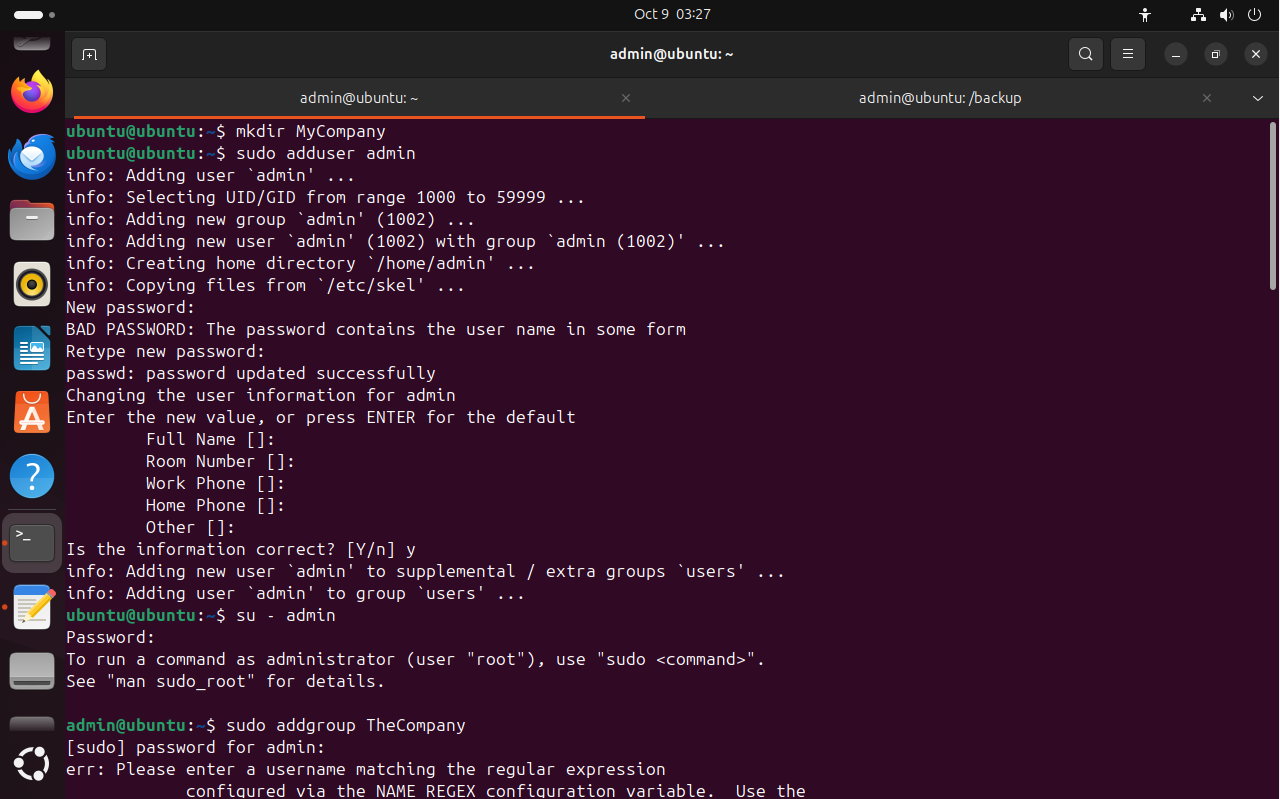 Oct 9 03:27
admin@ubuntu: ~
admin@ubuntu: ~
admin@ubuntu: /backup
ubuntu@ubuntu:~$ mkdir MyCompany
ubuntu@ubuntu:~$ sudo adduser admin
info: Adding user `admin' ...
info: Selecting UID/GID from range 1000 to 59999 ...
info: Adding new group `admin' (1002) ...
info: Adding new user `admin' (1002) with group `admin (1002)' ...
info: Creating home directory `/home/admin' ...
info: Copying files from `/etc/skel' ...
New password:
BAD PASSWORD: The password contains the user name in some form
Retype new password:
passwd: password updated successfully
Changing the user information for admin
Enter the new value, or press ENTER for the default
Full Name []:
Room Number []:
Work Phone []:
Home Phone []:
Other []:
Is the information correct? [Y/n] y
info: Adding new user `admin' to supplemental / extra groups `users' ...
info: Adding user `admin' to group `users' ...
ubuntu@ubuntu:~$ su - admin
Password:
To run a command as administrator (user "root"), use "sudo <command>".
See "man sudo_root" for details.
admin@ubuntu:~$ sudo addgroup TheCompany
[sudo] password for admin:
err: Please enter a username matching the regular expression
configured via the NAME_REGEX configuration variable.  Use the